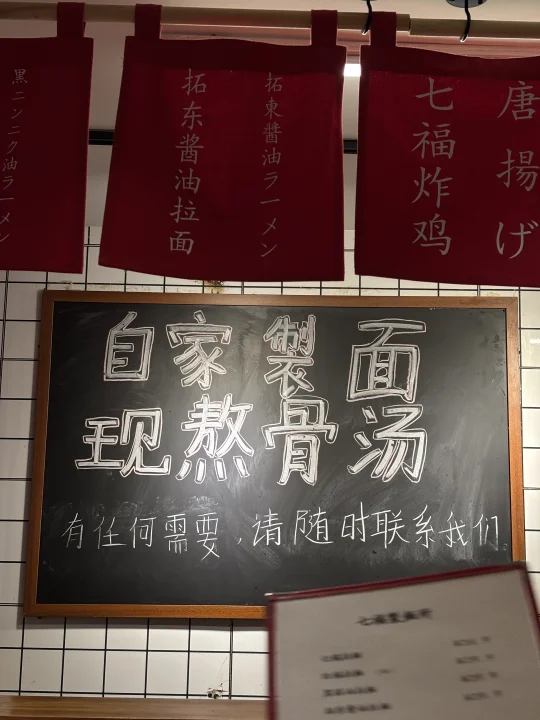 黒ニンニク油ラーメン
拓东酱油拉面
拓東醬油ラーメン
七福炸鸡
唐揚げ
自家製面
现熬骨汤
有任何需要，请随时联系我们